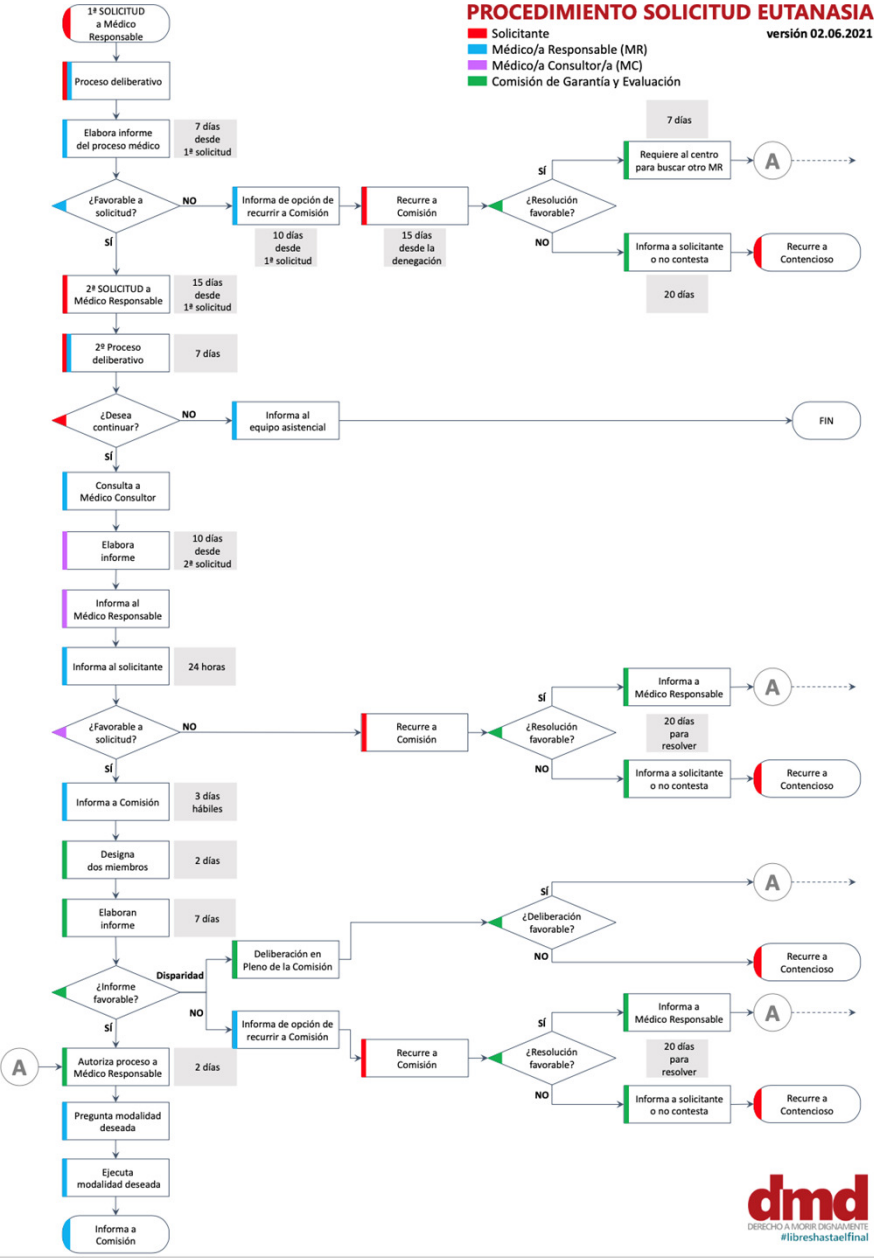 PROCEDIMIENTO SOLICITUD EUTANASIA
versión 02.06.2021
Solicitante
Médico/a Responsable (MR)
Médico/a Consultor/a (MC)
Comisión de Garantía y Evaluación
1ª SOLICITUD
a Médico
Responsable
Proceso deliberativo
Elabora informe
del proceso médico
7 días
desde
1ª solicitud
¿Favorable a
solicitud?
NO
SÍ
Informa de opción de
recurrir a Comisión
10 días
desde
1ª solicitud
Recurre a
Comisión
15 días
desde la
denegación
¿Resolución
favorable?
SÍ
NO
7 días
Requiere al centro
para buscar otro MR
A
Informa a solicitante
o no contesta
20 días
Recurre a
Contencioso
2ª SOLICITUD a
Médico Responsable
15 días
desde
1ª solicitud
2º Proceso
deliberativo
7 días
¿Desea
continuar?
NO
SÍ
Informa al
equipo asistencial
FIN
Consulta a
Médico Consultor
Elabora
informe
10 días
desde
2ª solicitud
Informa al
Médico Responsable
Informa al solicitante
24 horas
¿Favorable a
solicitud?
NO
SÍ
Recurre a
Comisión
¿Resolución
favorable?
SÍ
NO
Informa a
Médico Responsable
A
20 días
para
resolver
Informa a solicitante
o no contesta
Recurre a
Contencioso
Informa a Comisión
3 días
hábiles
Designa
dos miembros
2 días
Elaboran
informe
7 días
¿Informe
favorable?
Disparidad
NO
SÍ
Deliberación en
Pleno de la Comisión
¿Deliberación
favorable?
SÍ
NO
A
Recurre a
Contencioso
Informa de opción de
recurrir a Comisión
Recurre a
Comisión
¿Resolución
favorable?
SÍ
NO
Informa a
Médico Responsable
A
20 días
para
resolver
Informa a solicitante
o no contesta
Recurre a
Contencioso
A
Autoriza proceso a
Médico Responsable
2 días
Pregunta modalidad
deseada
Ejecuta
modalidad deseada
Informa a
Comisión
dmd
DERECHO A MORIR DIGNAMENTE
#libreshastaelfinal